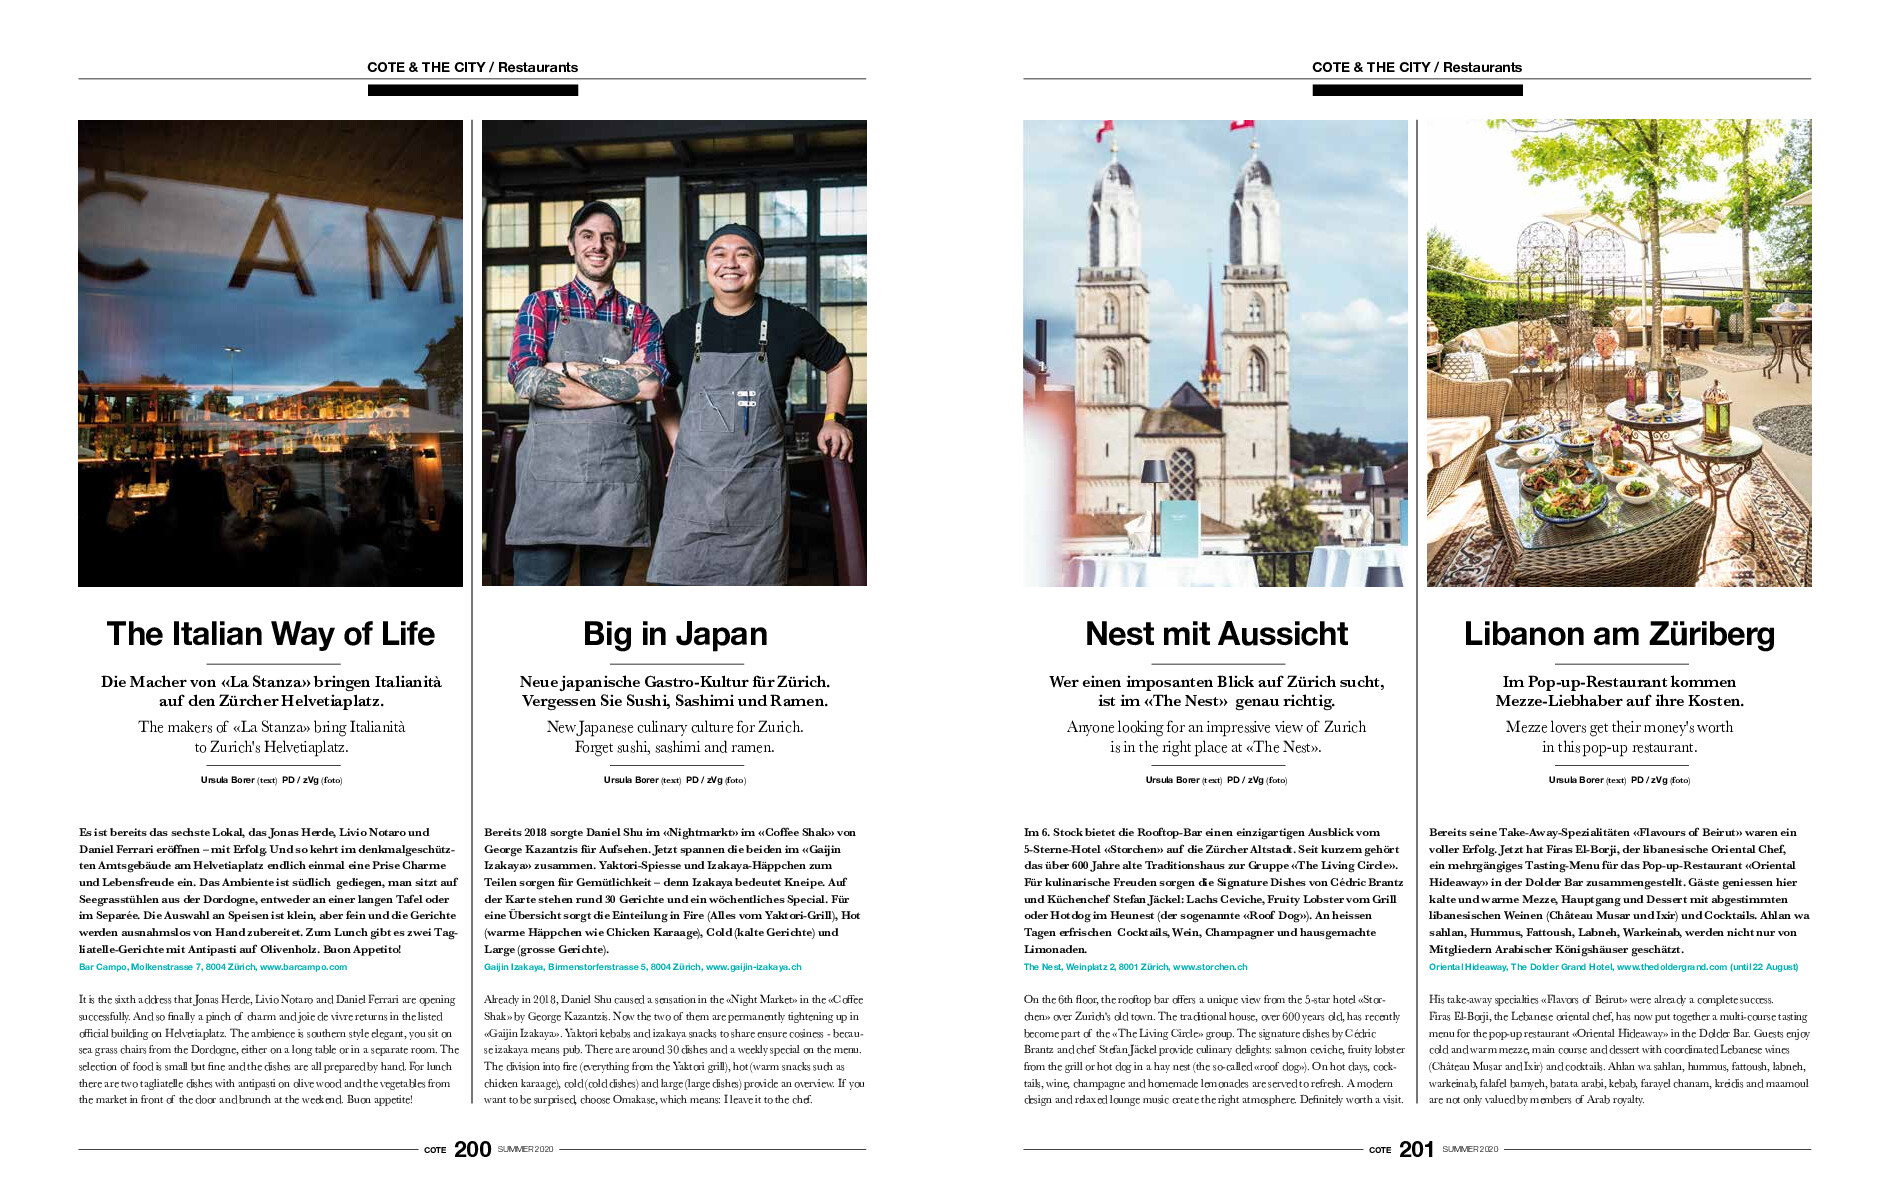 COTE & THE CITY / Restaurants
CAM
The Italian Way of Life
Die Macher von «La Stanza» bringen Italianità
auf den Zürcher Helvetiaplatz.
The makers of «La Stanza» bring Italianità
to Zurich's Helvetiaplatz.
Ursula Borer (text) PD / zVg (foto)
Es ist bereits das sechste Lokal, das Jonas Herde, Livio Notaro und
Daniel Ferrari eröffnen – mit Erfolg. Und so kehrt im denkmalgeschütz-
ten Amtsgebäude am Helvetiaplatz endlich einmal eine Prise Charme
und Lebensfreude ein. Das Ambiente ist südlich gediegen, man sitzt auf
Seegrasstühlen aus der Dordogne, entweder an einer langen Tafel oder
im Separée. Die Auswahl an Speisen ist klein, aber fein und die Gerichte
werden ausnahmslos von Hand zubereitet. Zum Lunch gibt es zwei Tag-
liatelle-Gerichte mit Antipasti auf Olivenholz. Buon Appetito!
Bar Campo, Molkenstrasse 7, 8004 Zürich, www.barcampo.com
It is the sixth address that Jonas Herde, Livio Notaro and Daniel Ferrari are opening
successfully. And so finally a pinch of charm and joie de vivre returns in the listed
official building on Helvetiaplatz. The ambience is southern style elegant, you sit on
sea grass chairs from the Dordogne, either on a long table or in a separate room. The
selection of food is small but fine and the dishes are all prepared by hand. For lunch
there are two tagliatelle dishes with antipasti on olive wood and the vegetables from
the market in front of the door and brunch at the weekend. Buon appetite!
Big in Japan
Neue japanische Gastro-Kultur für Zürich.
Vergessen Sie Sushi, Sashimi und Ramen.
New Japanese culinary culture for Zurich.
Forget sushi, sashimi and ramen.
Ursula Borer (text) PD / zVg (foto)
Bereits 2018 sorgte Daniel Shu im «Nightmarkt» im «Coffee Shak» von
George Kazantzis für Aufsehen. Jetzt spannen die beiden im «Gaijin
Izakaya» zusammen. Yaktori-Spiesse und Izakaya-Häppchen zum
Teilen sorgen für Gemütlichkeit – denn Izakaya bedeutet Kneipe. Auf
der Karte stehen rund 30 Gerichte und ein wöchentliches Special. Für
eine Übersicht sorgt die Einteilung in Fire (Alles vom Yaktori-Grill), Hot
(warme Häppchen wie Chicken Karaage), Cold (kalte Gerichte) und
Large (grosse Gerichte).
Gaijin Izakaya, Birmenstorferstrasse 5, 8004 Zürich, www.gaijin-izakaya.ch
Already in 2018, Daniel Shu caused a sensation in the «Night Market» in the «Coffee
Shak» by George Kazantzis. Now the two of them are permanently tightening up in
«Gaijin Izakaya». Yaktori kebabs and izakaya snacks to share ensure cosiness - becau-
se izakaya means pub. There are around 30 dishes and a weekly special on the menu.
The division into fire (everything from the Yaktori grill), hot (warm snacks such as
chicken karaage), cold (cold dishes) and large (large dishes) provide an overview. If you
want to be surprised, choose Omakase, which means: I leave it to the chef.
COTE 200 SUMMER 2020
COTE & THE CITY / Restaurants
Nest mit Aussicht
Wer einen imposanten Blick auf Zürich sucht,
ist im «The Nest» genau richtig.
Anyone looking for an impressive view of Zurich
is in the right place at «The Nest».
Ursula Borer (text) PD / zVg (foto)
Im 6. Stock bietet die Rooftop-Bar einen einzigartigen Ausblick vom
5-Sterne-Hotel «Storchen» auf die Zürcher Altstadt. Seit kurzem gehört
das über 600 Jahre alte Traditionshaus zur Gruppe «The Living Circle».
Für kulinarische Freuden sorgen die Signature Dishes von Cédric Brantz
und Küchenchef Stefan Jäckel: Lachs Ceviche, Fruity Lobster vom Grill
oder Hotdog im Heunest (der sogenannte «Roof Dog»). An heissen
Tagen erfrischen Cocktails, Wein, Champagner und hausgemachte
Limonaden.
The Nest, Weinplatz 2, 8001 Zürich, www.storchen.ch
On the 6th floor, the rooftop bar offers a unique view from the 5-star hotel «Stor-
chen» over Zurich's old town. The traditional house, over 600 years old, has recently
become part of the «The Living Circle» group. The signature dishes by Cédric
Brantz and chef Stefan Jäckel provide culinary delights: salmon ceviche, fruity lobster
from the grill or hot dog in a hay nest (the so-called «roof dog»). On hot days, cock-
tails, wine, champagne and homemade lemonades are served to refresh. A modern
design and relaxed lounge music create the right atmosphere. Definitely worth a visit.
Libanon am Züriberg
Im Pop-up-Restaurant kommen
Mezze-Liebhaber auf ihre Kosten.
Mezze lovers get their money's worth
in this pop-up restaurant.
Ursula Borer (text) PD / zVg (foto)
Bereits seine Take-Away-Spezialitäten «Flavours of Beirut» waren ein
voller Erfolg. Jetzt hat Firas El-Borji, der libanesische Oriental Chef,
ein mehrgängiges Tasting-Menu für das Pop-up-Restaurant «Oriental
Hideaway» in der Dolder Bar zusammengestellt. Gäste geniessen hier
kalte und warme Mezze, Hauptgang und Dessert mit abgestimmten
libanesischen Weinen (Château Musar und Ixir) und Cocktails. Ahlan wa
sahlan, Hummus, Fattoush, Labneh, Warkeinab, werden nicht nur von
Mitgliedern Arabischer Königshäuser geschätzt.
Oriental Hideaway, The Dolder Grand Hotel, www.thedoldergrand.com (until 22 August)
His take-away specialties «Flavors of Beirut» were already a complete success.
Firas El-Borji, the Lebanese oriental chef, has now put together a multi-course tasting
menu for the pop-up restaurant «Oriental Hideaway» in the Dolder Bar. Guests enjoy
cold and warm mezze, main course and dessert with coordinated Lebanese wines
(Château Musar and Ixir) and cocktails. Ahlan wa sahlan, hummus, fattoush, labneh,
warkeinab, falafel bamyeh, batata arabi, kebab, farayel chanam, kreidis and maamoul
are not only valued by members of Arab royalty.
COTE 201 SUMMER 2020